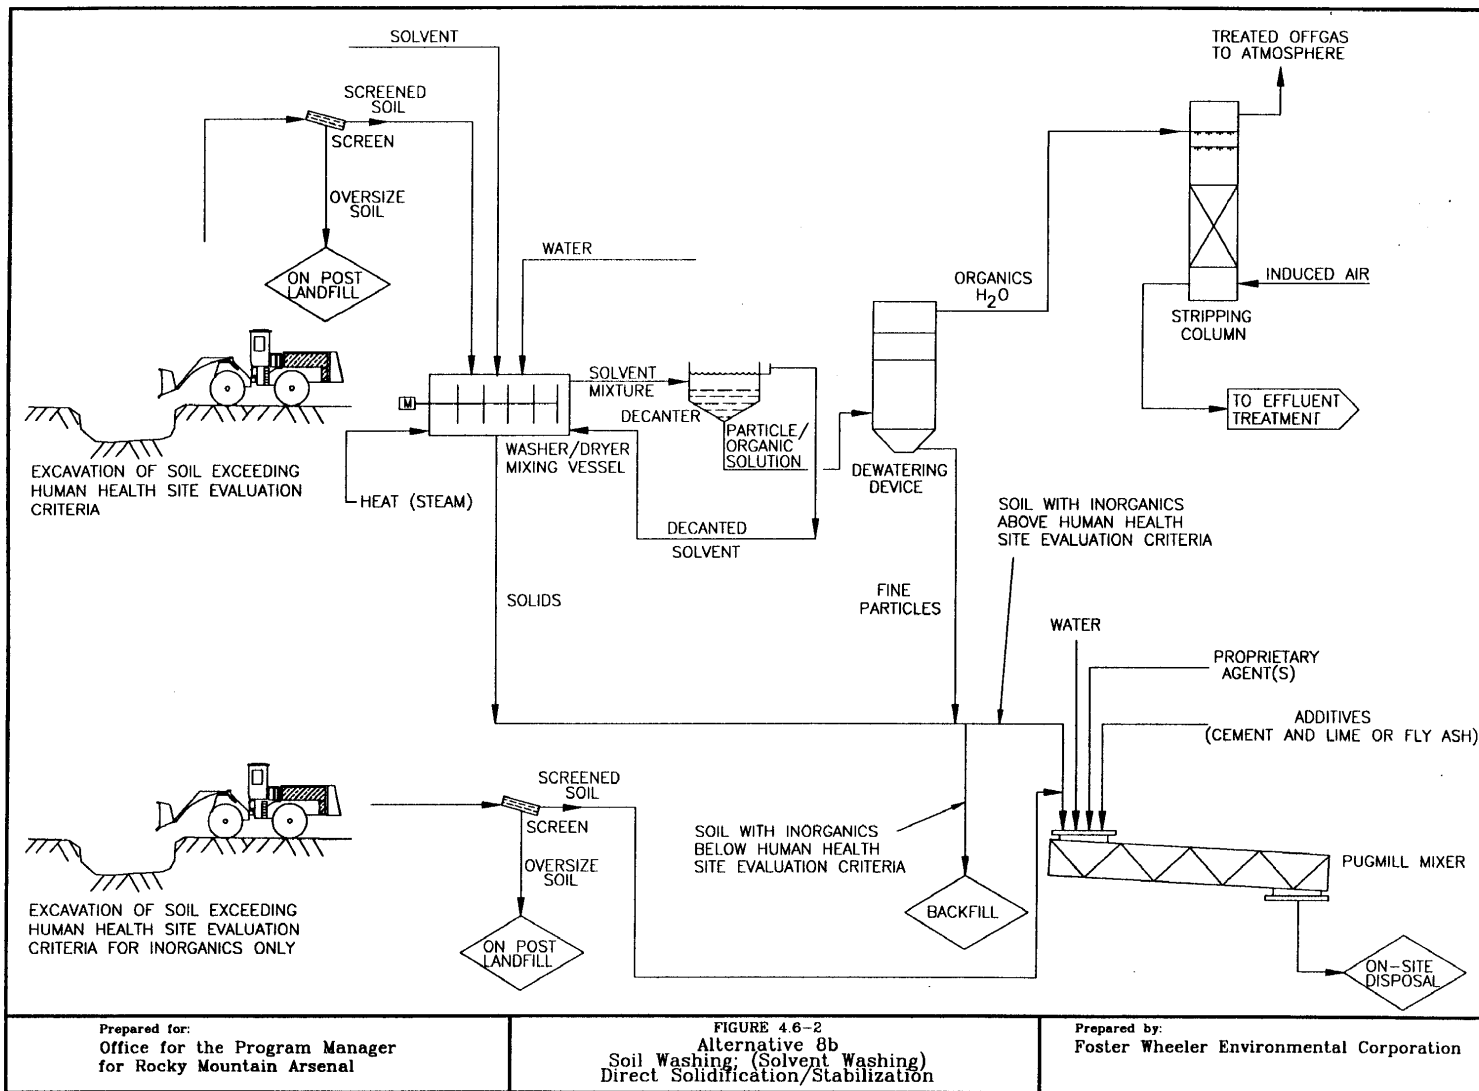 SOLVENT
TREATED OFFGAS
TO ATMOSPHERE
SCREENED
SOIL
SCREEN
OVERSIZE
SOIL
ON POST
LANDFILL
WATER
ORGANICS
H2O
INDUCED AIR
STRIPPING
COLUMN
SOLVENT
MIXTURE
DECANTER
M
TO EFFLUENT
TREATMENT
PARTICLE/
ORGANIC
SOLUTION
WASHER/DRYER
MIXING VESSEL
DEWATERING
DEVICE
EXCAVATION OF SOIL EXCEEDING
HUMAN HEALTH SITE EVALUATION
CRITERIA
HEAT (STEAM)
SOIL WITH INORGANICS
ABOVE HUMAN HEALTH
SITE EVALUATION CRITERIA
DECANTED
SOLVENT
SOLIDS
FINE
PARTICLES
WATER
PROPRIETARY
AGENT(S)
ADDITIVES
(CEMENT AND LIME OR FLY ASH)
SCREENED
SOIL
SCREEN
OVERSIZE
SOIL
SOIL WITH INORGANICS
BELOW HUMAN HEALTH
SITE EVALUATION CRITERIA
PUGMILL MIXER
EXCAVATION OF SOIL EXCEEDING
HUMAN HEALTH SITE EVALUATION
CRITERIA FOR INORGANICS ONLY
BACKFILL
ON POST
LANDFILL
ON-SITE
DISPOSAL
Prepared for:
Office for the Program Manager
for Rocky Mountain Arsenal
FIGURE 4.6-2
Alternative 8b
Soil Washing; (Solvent Washing)
Direct Solidification/Stabilization
Prepared by:
Foster Wheeler Environmental Corporation